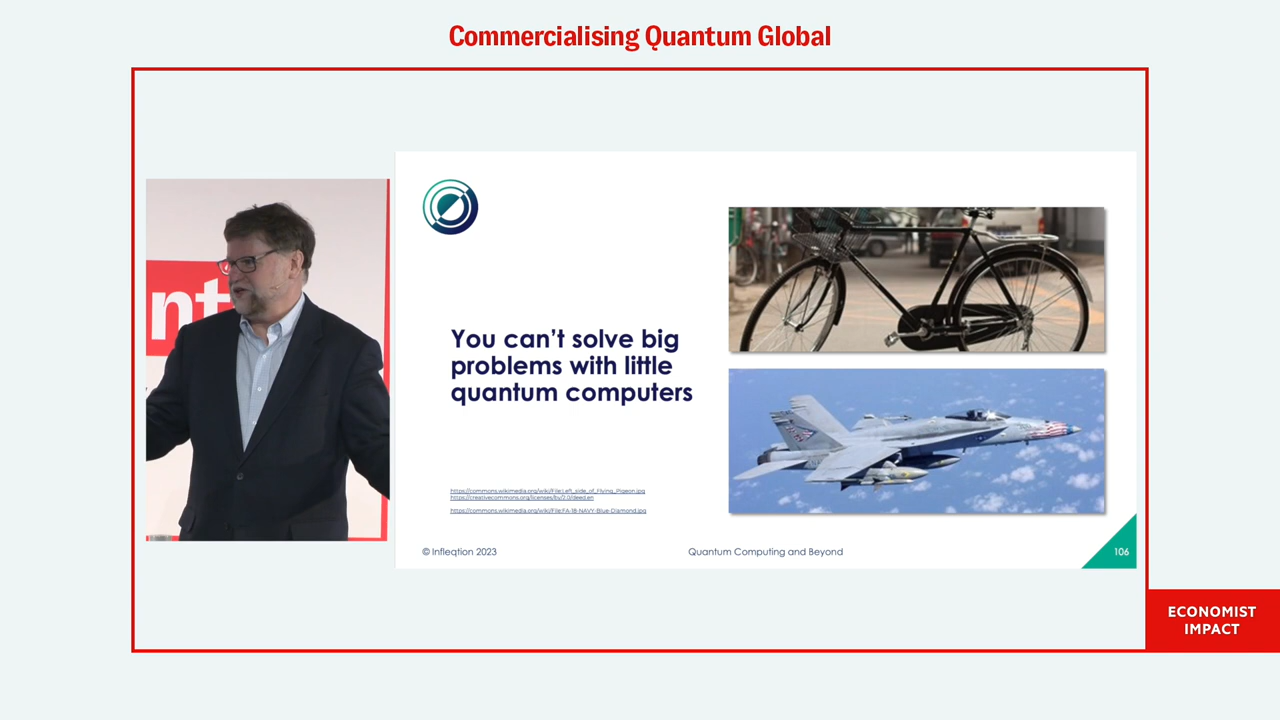 Commercialising Quantum Global
nt
You can’t solve big
problems with little
quantum computers
https://commons.wikimedia.org/wiki/File:Left_side_of_Flying_Pigeon.jpg
https://creativecommons.org/licenses/by/2.0/deed.en
https://commons.wikimedia.org/wiki/File:FA-18-NAVY-Blue-Diamond.jpg
© Infleqtion 2023
Quantum Computing and Beyond
106
ECONOMIST
IMPACT